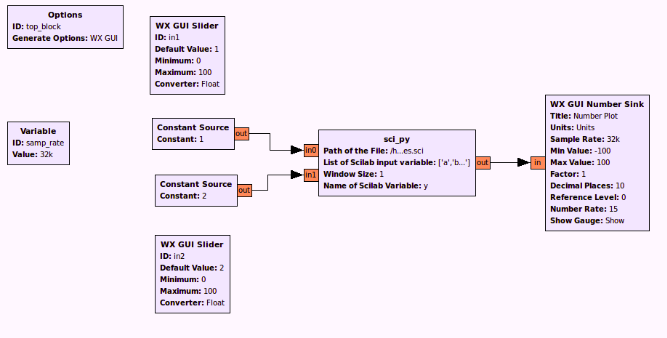 Options
ID: top_block
Generate Options: WX GUI
WX GUI Slider
ID: in1
Default Value: 1
Minimum: 0
Maximum: 100
Converter: Float
Variable
ID: samp_rate
Value: 32k
Constant Source
Constant: 1
out
Constant Source
Constant: 2
out
in0
in1
sci_py
Path of the File: /h...es.sci
List of Scilab input variable: ['a','b...']
Window Size: 1
Name of Scilab Variable: y
out
in
WX GUI Number Sink
Title: Number Plot
Units: Units
Sample Rate: 32k
Min Value: -100
Max Value: 100
Factor: 1
Decimal Places: 10
Reference Level: 0
Number Rate: 15
Show Gauge: Show
WX GUI Slider
ID: in2
Default Value: 2
Minimum: 0
Maximum: 100
Converter: Float